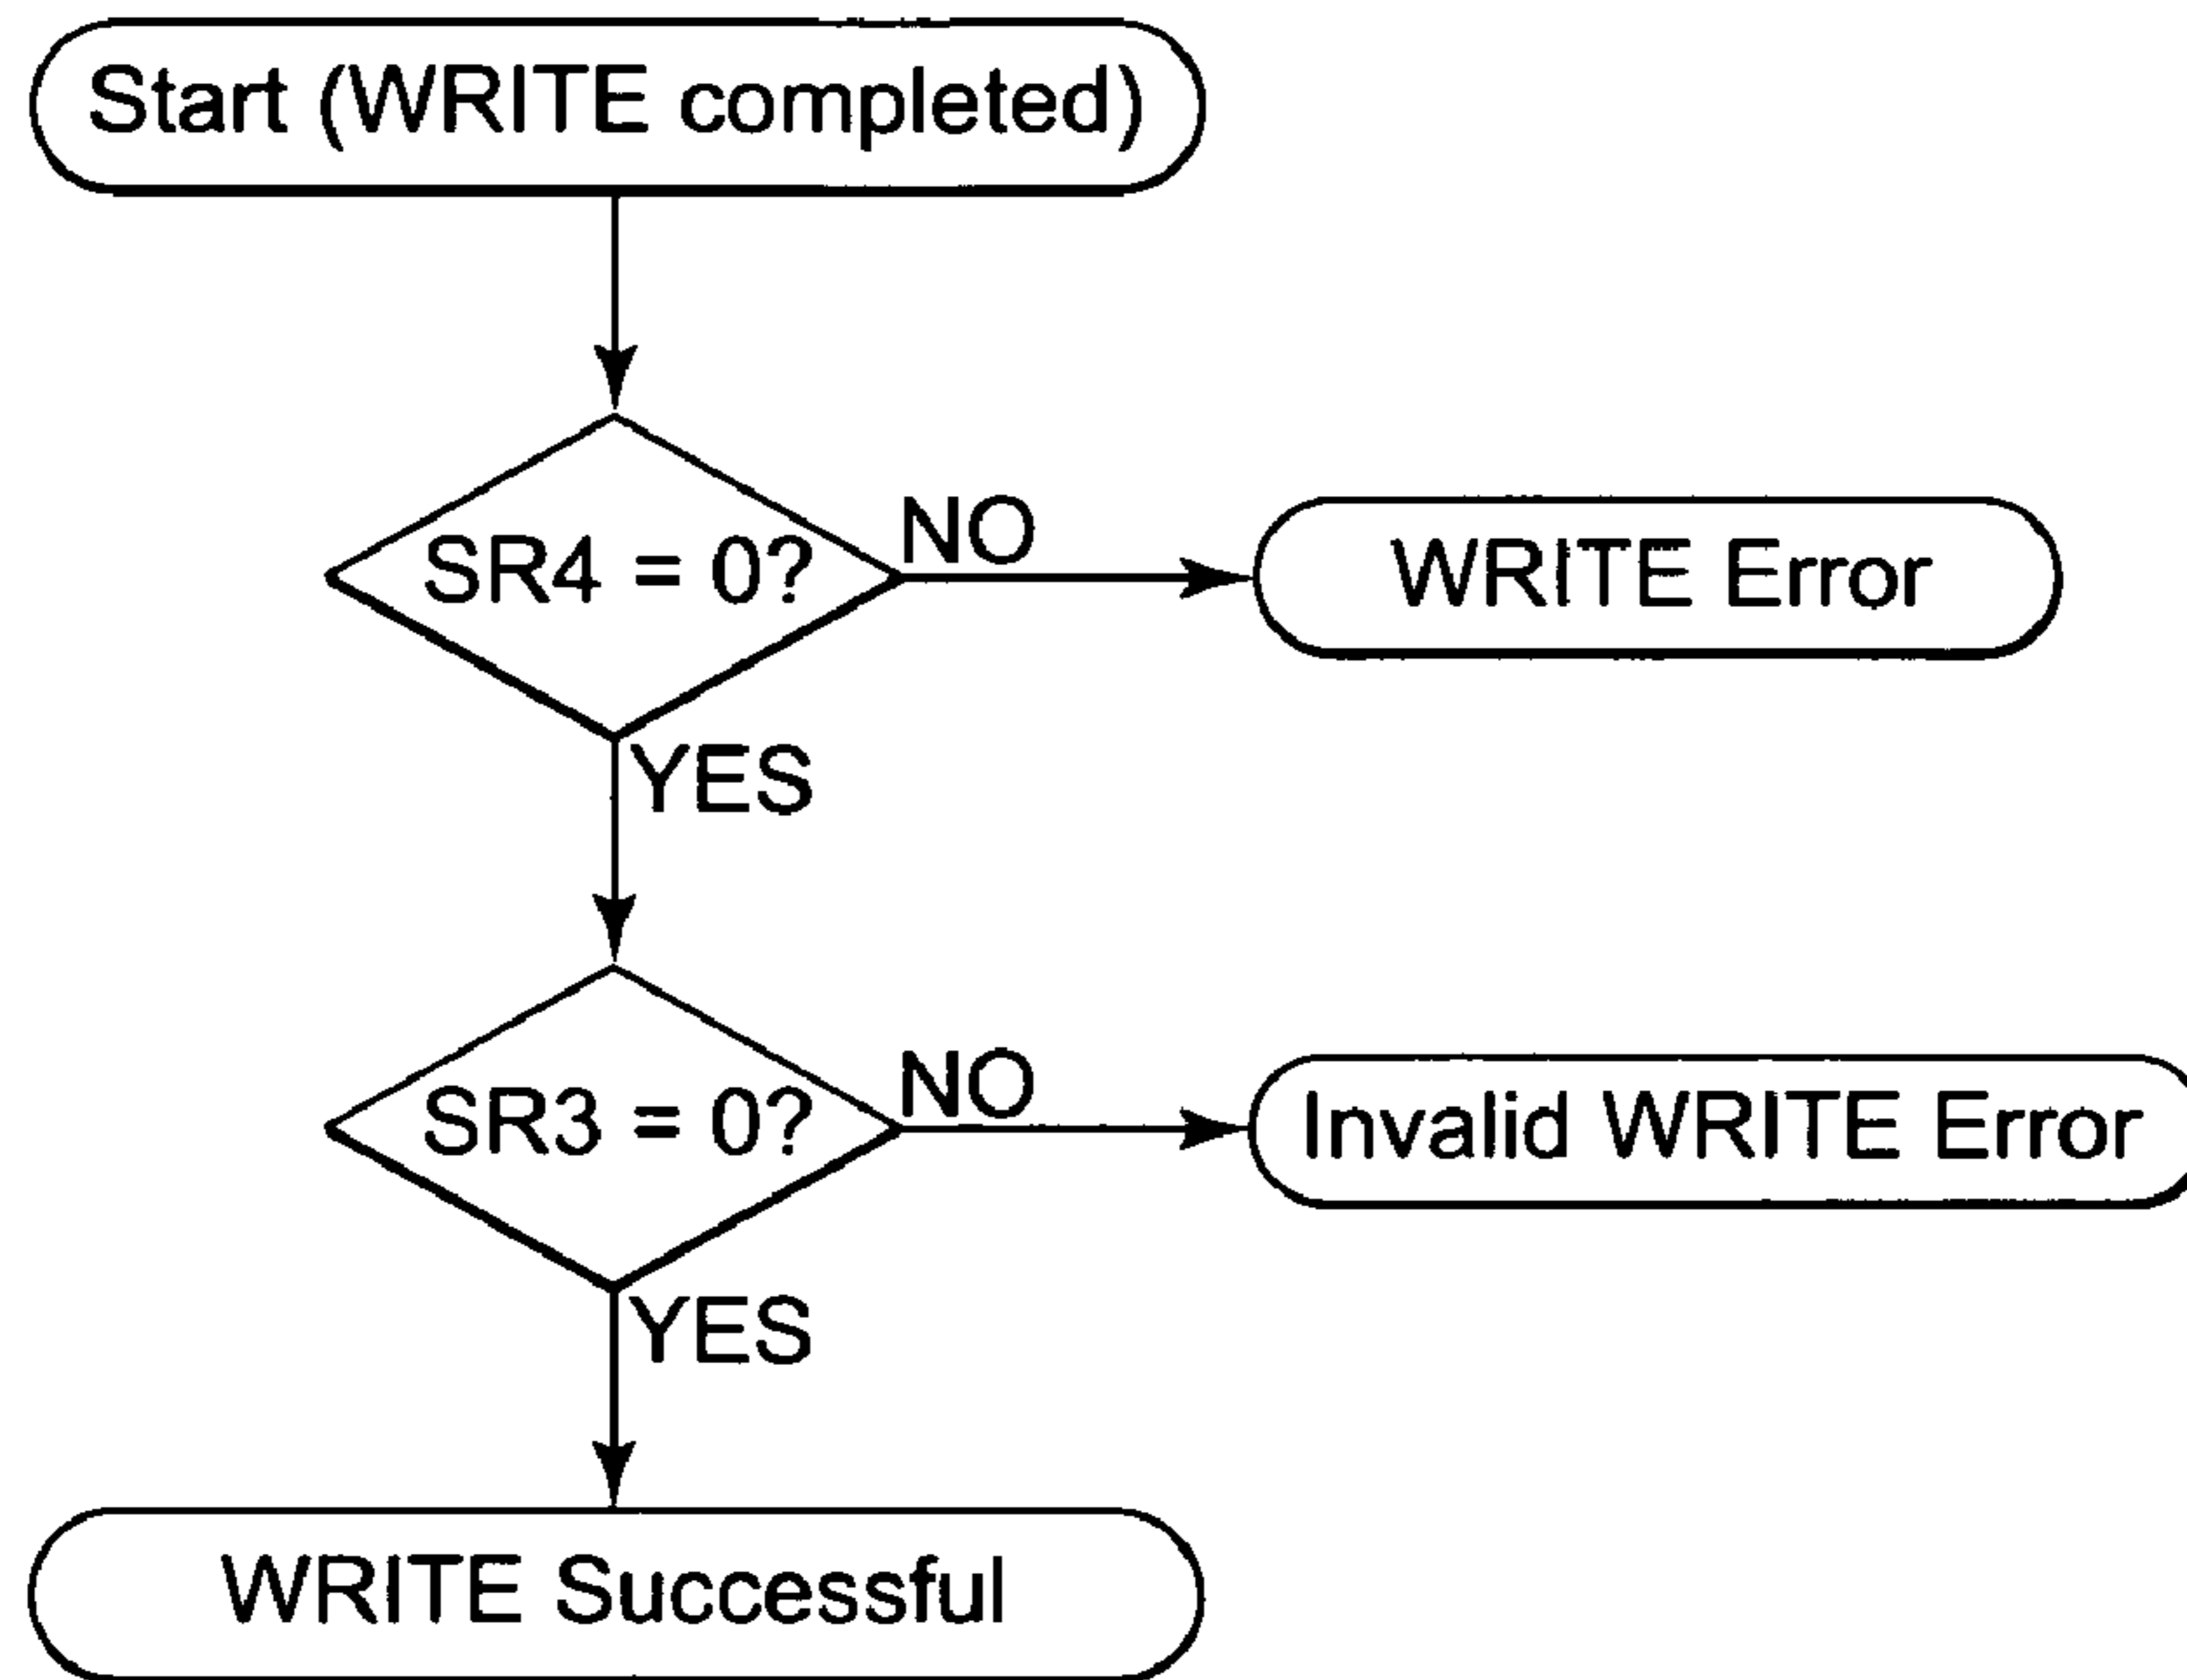 Start (WRITE completed)
SR4 = 0?
NO
WRITE Error
YES
SR3 = 0?
NO
Invalid WRITE Error
YES
WRITE Successful